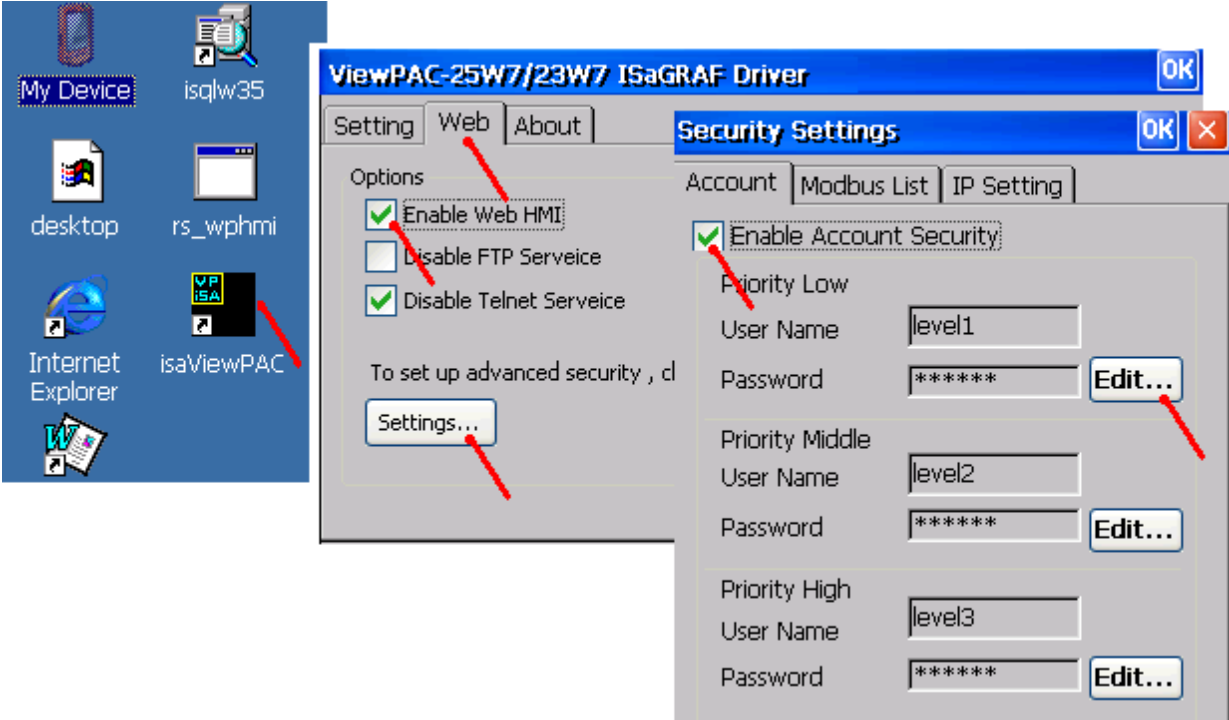 My Device
isqlw35
desktop
rs_wphmi
VP
iSA
Internet
Explorer
isaViewPAC
ViewPAC-25W7/23W7 ISaGRAF Driver
OK
Setting
Web
About
Options
Enable Web HMI
Disable FTP Serveice
Disable Telnet Serveice
To set up advanced security , cl
Settings...
Security Settings
OK
Account
Modbus List
IP Setting
Enable Account Security
Priority Low
User Name
level1
Password
******
Edit...
Priority Middle
User Name
level2
Password
******
Edit...
Priority High
User Name
level3
Password
******
Edit...